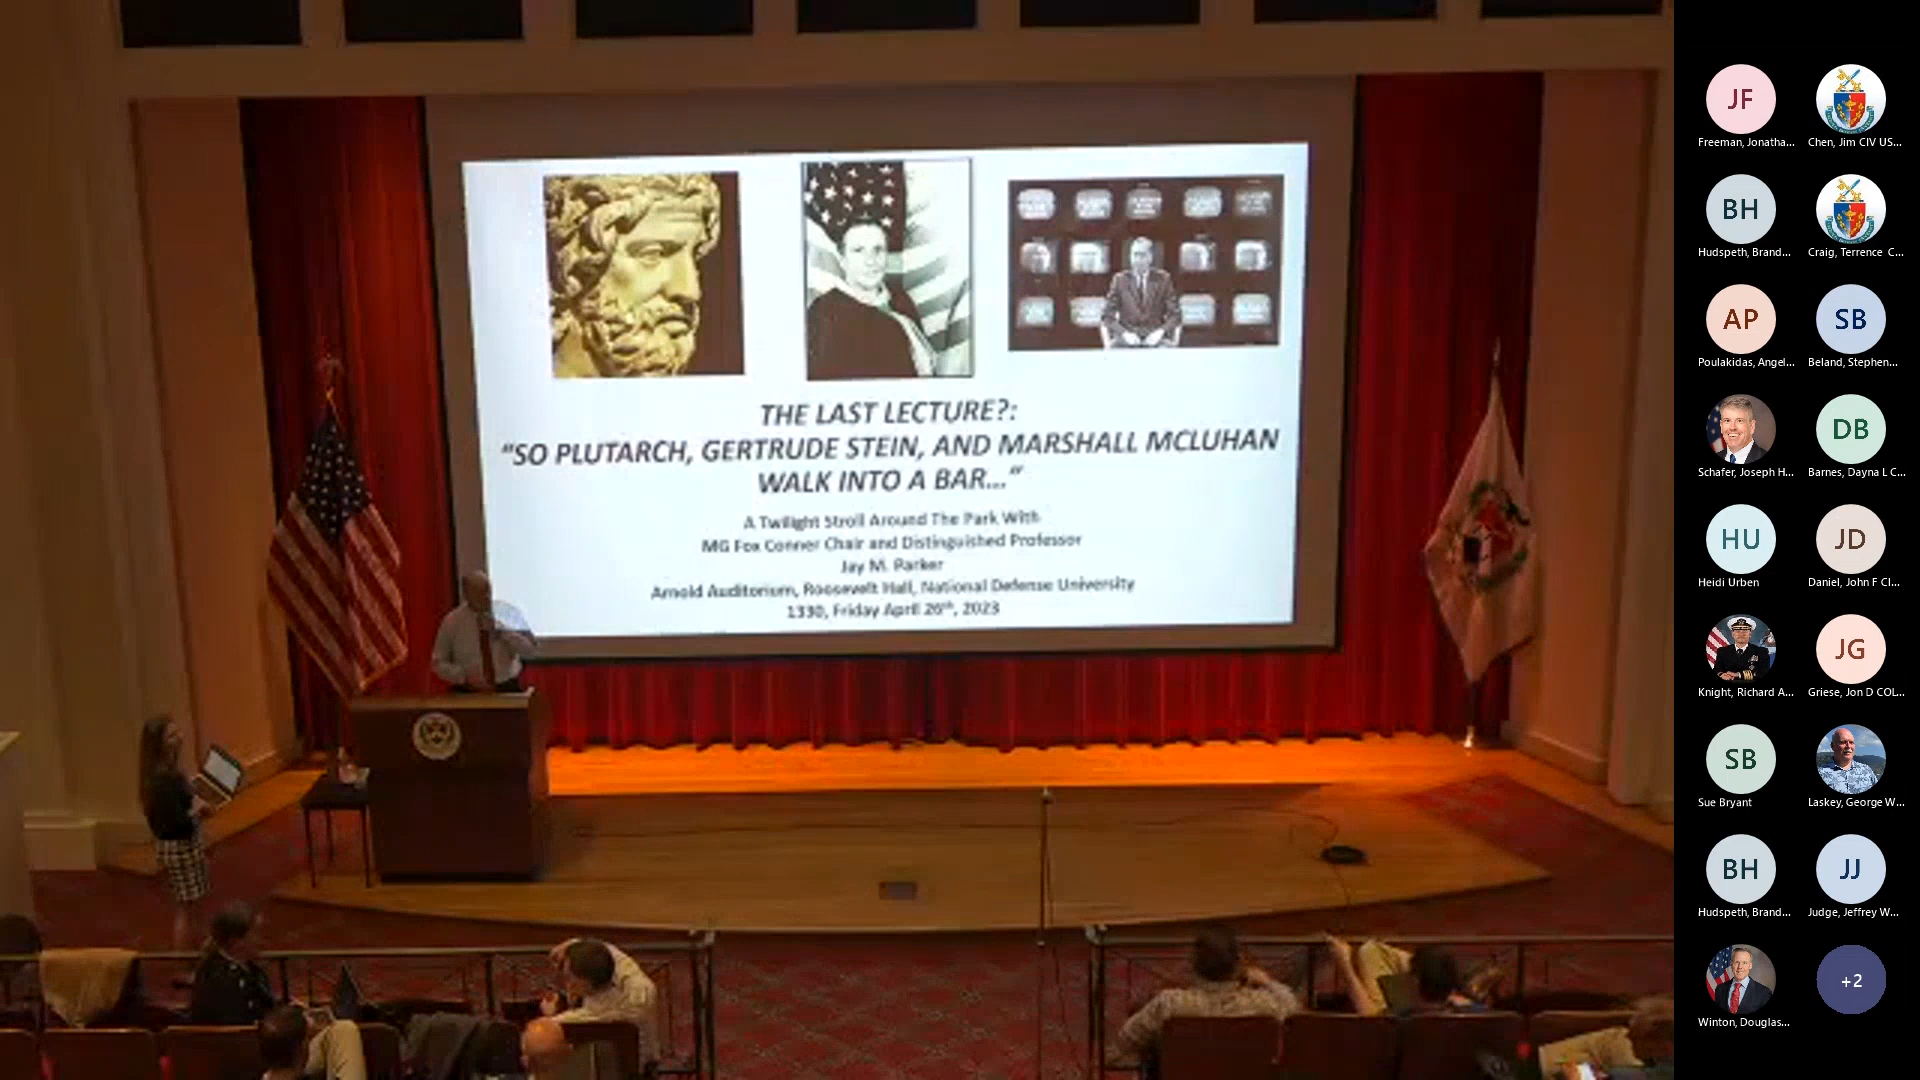 THE LAST LECTURE?:
"SO PLUTARCH, GERTRUDE STEIN, AND MARSHALL MCLUHAN
WALK INTO A BAR..."
A Twilight Stroll Around The Park With
MG Fox Conner Chair and Distinguished Professor
Jay M. Parker
Arnold Auditorium, Roosevelt Hall, National Defense University
1330, Friday April 26th, 2023
JF
Freeman, Jonatha...
Chen, Jim CIV US...
BH
Hudspeth, Brand...
Craig, Terrence C...
AP
Poulakidas, Angel...
SB
Beland, Stephen...
Schafer, Joseph H...
DB
Barnes, Dayna L C...
HU
Heidi Urben
JD
Daniel, John F CI...
Knight, Richard A...
JG
Griese, Jon D COL...
SB
Sue Bryant
Laskey, George W...
BH
Hudspeth, Brand...
JJ
Judge, Jeffrey W...
Winton, Douglas...
+2